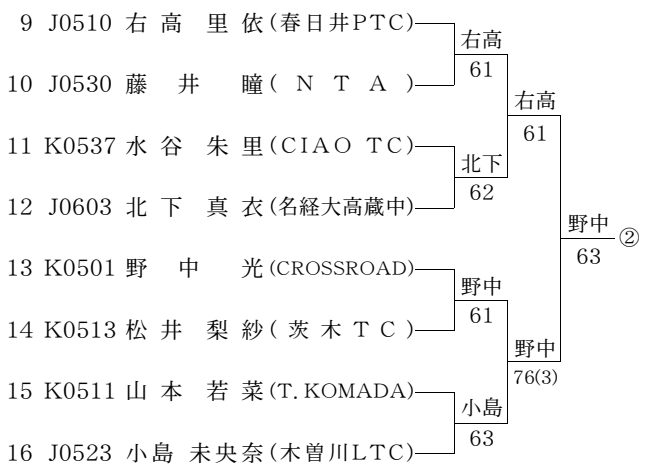 9 J0510 右高 里依(春日井PTC)
右高
61
10 J0530 藤井 瞳(NTA)
右高
61
11 K0537 水谷 朱里(CIAO TC)
北下
62
12 J0603 北下 真衣(名経大高蔵中)
野中 ②
63
13 K0501 野中 光(CROSSROAD)
野中
61
14 K0513 松井 梨紗(茨木TC)
野中
76(3)
15 K0511 山本 若菜(T.KOMADA)
小島
63
16 J0523 小島 未央奈(木曽川LTC)